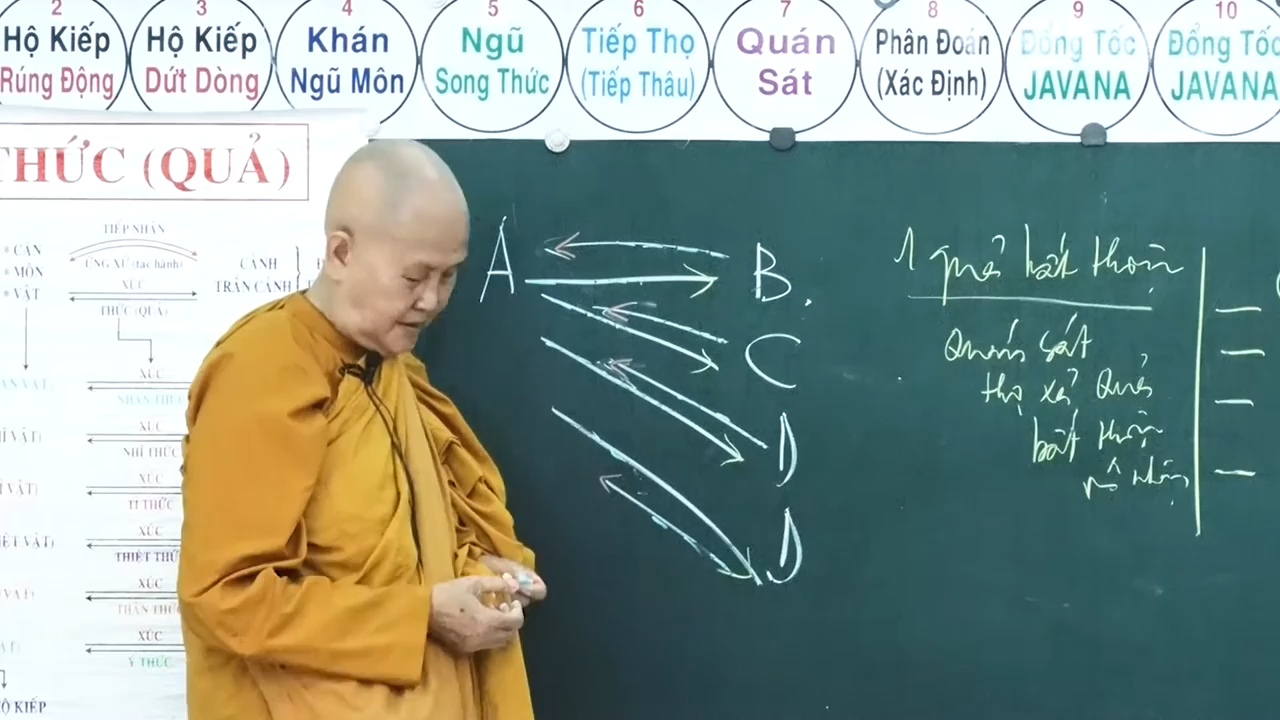 2
Hộ Kiếp
Rúng Động
3
Hộ Kiếp
Dứt Dòng
4
Khán
Ngũ Môn
5
Ngũ
Song Thức
6
Tiếp Thọ
(Tiếp Thâu)
7
Quán
Sát
8
Phân Đoán
(Xác Định)
9
Đổng Tốc
JAVANA
10
Đổng Tốc
JAVANA
THỨC (QUẢ)
TIẾP NHẬN
* CĂN
* MÔN
* VẬT
ỨNG XỬ (tác hành)
XÚC
THỨC (QUẢ)
CẢNH
TRẦN CẢNH
XÚC
NHÃN THỨC
XÚC
NHĨ THỨC
XÚC
TỈ THỨC
XÚC
THIỆT THỨ
XÚC
THÂN THỨC
XÚC
Ý THỨC
HỘ KIẾP
A
B.
C
D
D
1 quả bất thiện
Quán sát
thọ xả Quả
bất thiện
vô nhân